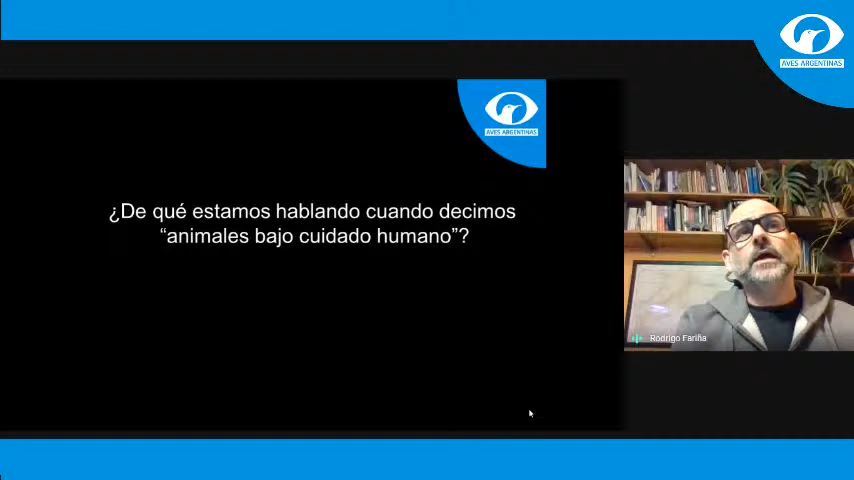 AVES ARGENTINAS
AVES ARGENTINAS
¿De qué estamos hablando cuando decimos
“animales bajo cuidado humano”?
Rodrigo Fariña